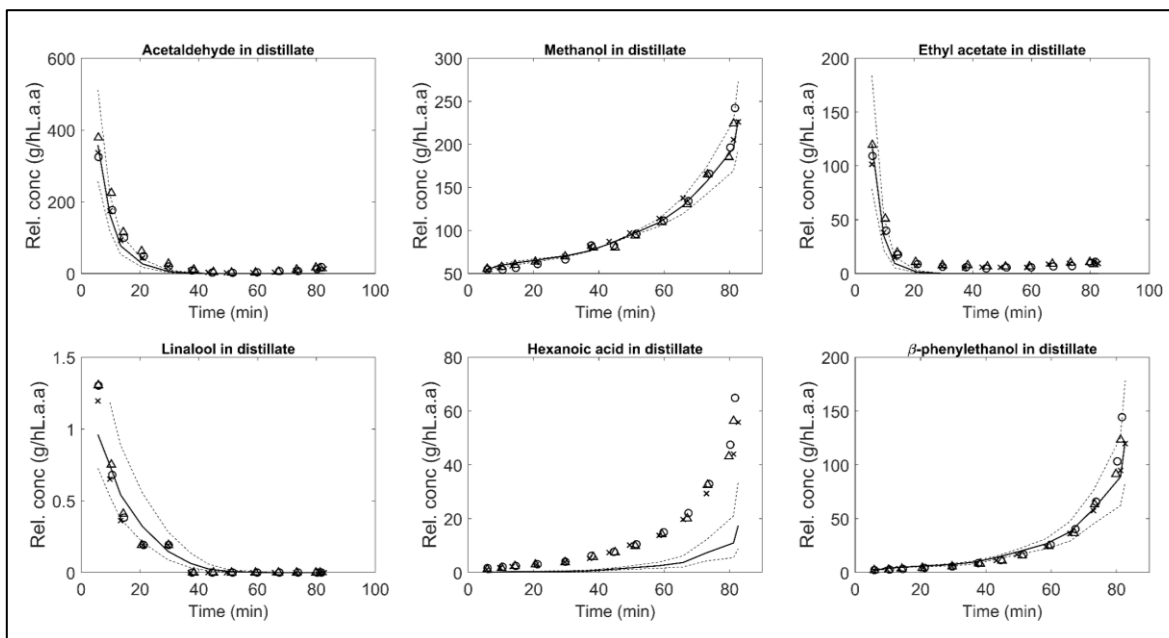 Acetaldehyde in distillate
Rel. conc (g/hL.a.a)
600
400
200
0
0 20 40 60 80 100
Time (min)
Methanol in distillate
Rel. conc (g/hL.a.a)
300
250
200
150
100
50
0 20 40 60 80
Time (min)
Ethyl acetate in distillate
Rel. conc (g/hL.a.a)
200
150
100
50
0
0 20 40 60 80 100
Time (min)
Linalool in distillate
Rel. conc (g/hL.a.a)
1.5
1
0.5
0
0 20 40 60 80 100
Time (min)
Hexanoic acid in distillate
Rel. conc (g/hL.a.a)
80
60
40
20
0
0 20 40 60 80
Time (min)
β-phenylethanol in distillate
Rel. conc (g/hL.a.a)
200
150
100
50
0
0 20 40 60 80
Time (min)